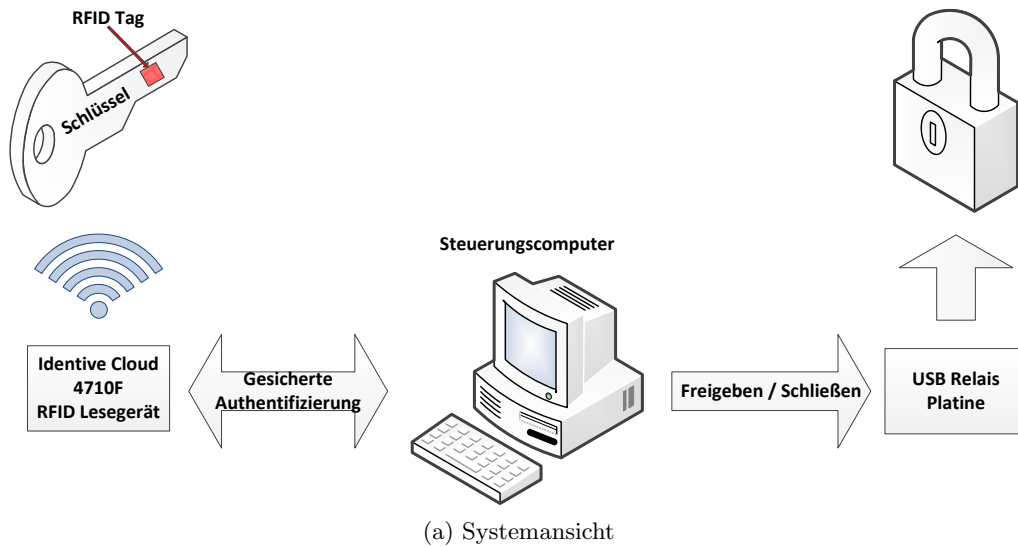 RFID Tag
Schlüssel
Steuerungscomputer
Identive Cloud
4710F
RFID Lesegerät
Gesicherte
Authentifizierung
Freigeben / Schließen
USB Relais
Platine
(a) Systemansicht